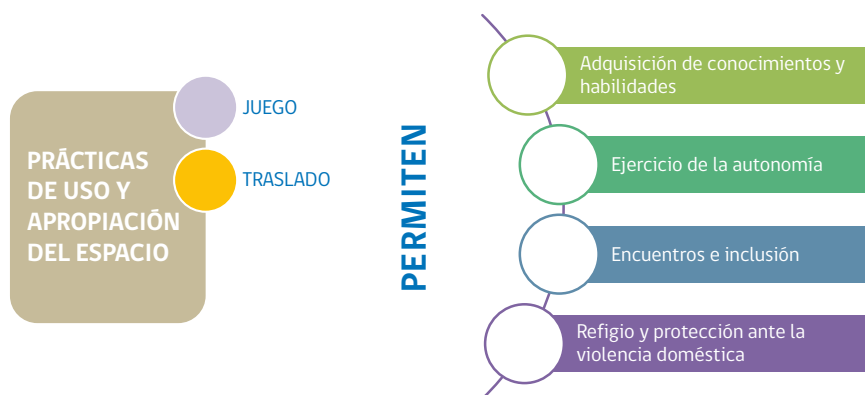 PRÁCTICAS
DE USO Y
APROPIACIÓN
DEL ESPACIO
JUEGO
TRASLADO
PERMITEN
Adquisición de conocimientos y
habilidades
Ejercicio de la autonomía
Encuentros e inclusión
Refigio y protección ante la
violencia doméstica